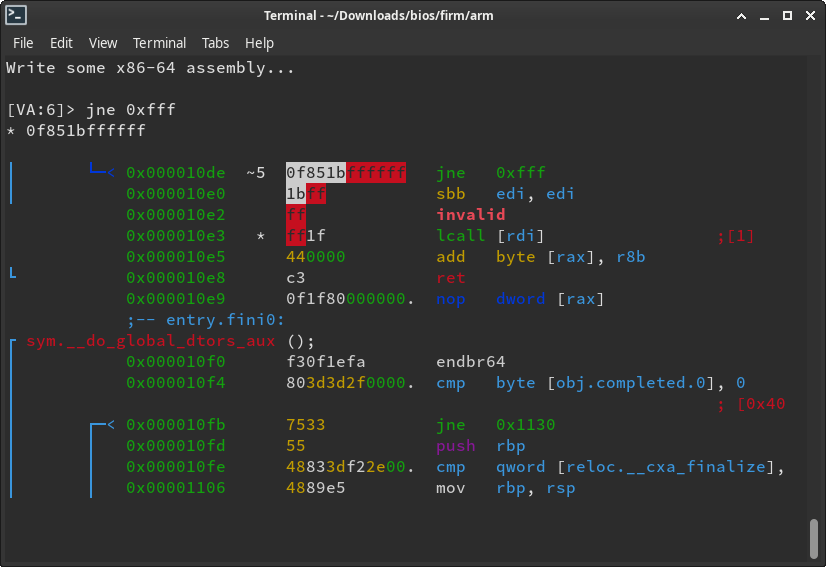 Terminal - ~/Downloads/bios/firm/arm
File Edit View Terminal Tabs Help
Write some x86-64 assembly...
[VA:6]> jne 0xfff
* 0f851bffffff
0x000010de ~5 0f851bffffff jne 0xfff
0x000010e0 1bff sbb edi, edi
0x000010e2 ff invalid
0x000010e3 * ff1f lcall [rdi] ;[1]
0x000010e5 440000 add byte [rax], r8b
0x000010e8 c3 ret
0x000010e9 0f1f80000000. nop dword [rax]
;-- entry.fini0:
sym.__do_global_dtors_aux ();
0x000010f0 f30f1efa endbr64
0x000010f4 803d3d2f0000. cmp byte [obj.completed.0], 0
; [0x40
< 0x000010fb 7533 jne 0x1130
0x000010fd 55 push rbp
0x000010fe 48833df22e00. cmp qword [reloc.__cxa_finalize],
0x00001106 4889e5 mov rbp, rsp